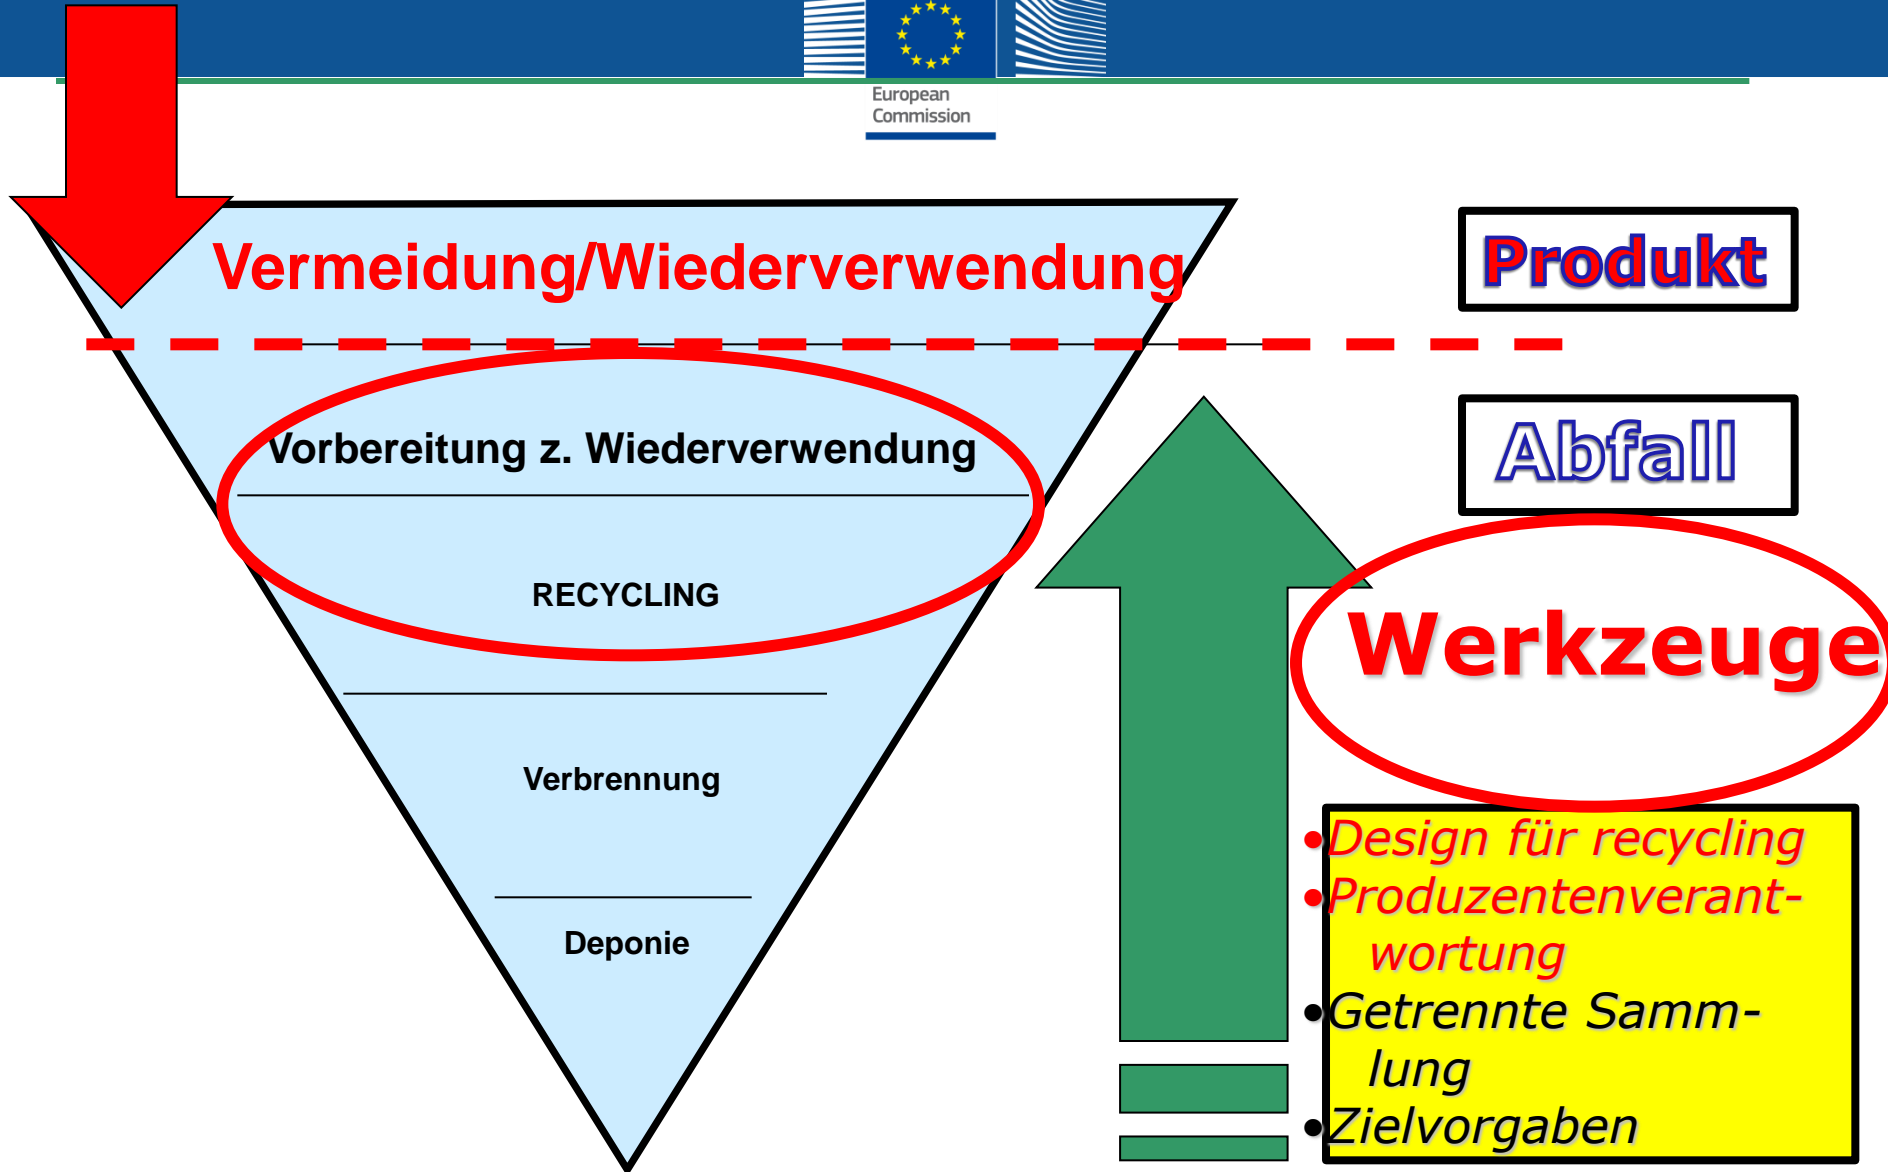 European
Commission
Vermeidung/Wiederverwendung
Produkt
Vorbereitung z. Wiederverwendung
Abfall
RECYCLING
Werkzeuge
Verbrennung
Deponie
•Design für recycling
•Produzentenverant-
wortung
•Getrennte Samm-
lung
•Zielvorgaben